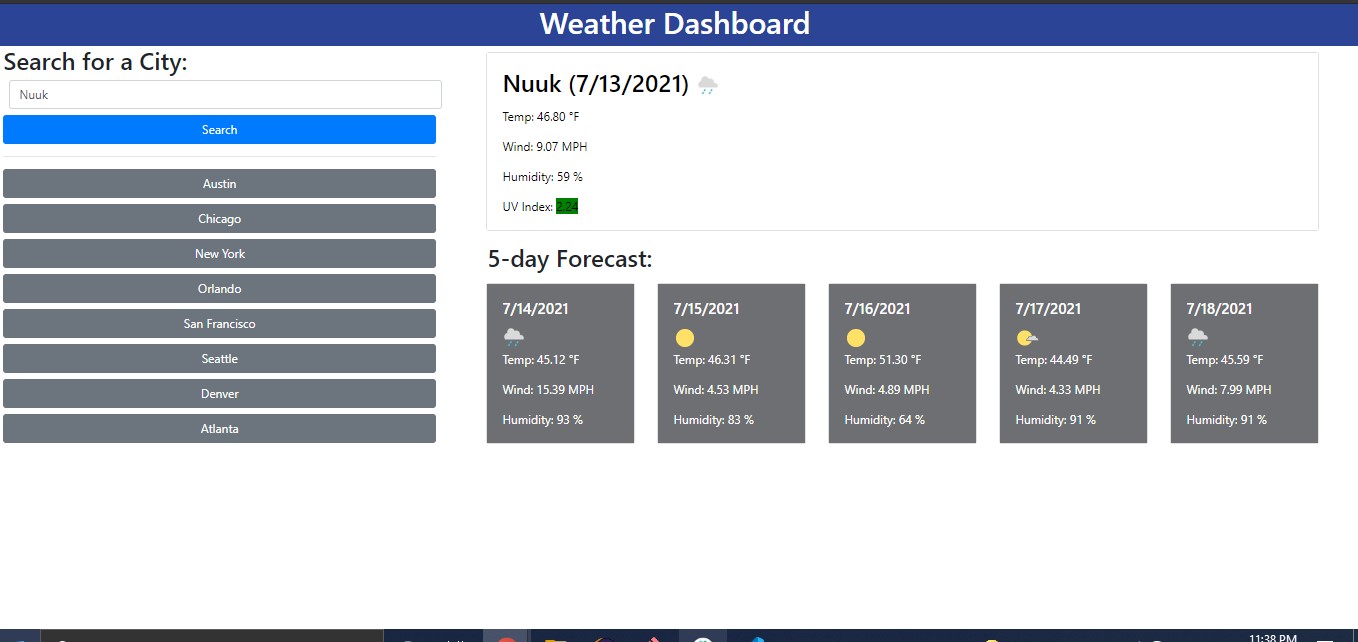 Weather Dashboard
Search for a City:
Nuuk
Search
Austin
Chicago
New York
Orlando
San Francisco
Seattle
Denver
Atlanta
Nuuk (7/13/2021)
Temp: 46.80 °F
Wind: 9.07 MPH
Humidity: 59 %
UV Index: 2.24
5-day Forecast:
7/14/2021
Temp: 45.12 °F
Wind: 15.39 MPH
Humidity: 93 %
7/15/2021
Temp: 46.31 °F
Wind: 4.53 MPH
Humidity: 83 %
7/16/2021
Temp: 51.30 °F
Wind: 4.89 MPH
Humidity: 64 %
7/17/2021
Temp: 44.49 °F
Wind: 4.33 MPH
Humidity: 91 %
7/18/2021
Temp: 45.59 °F
Wind: 7.99 MPH
Humidity: 91 %
11:38 PM